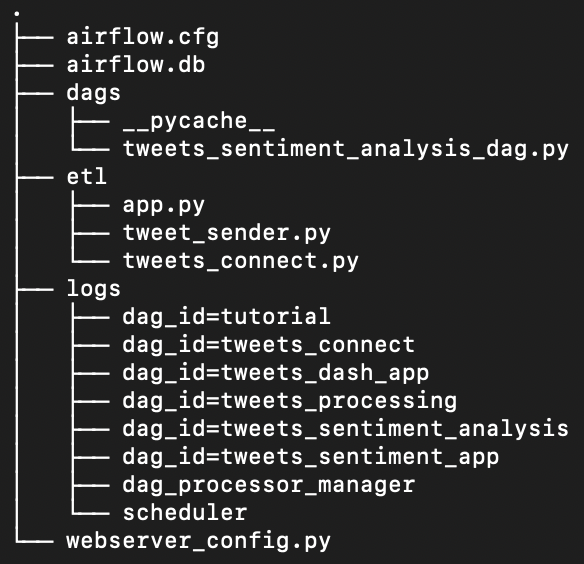 .
├── airflow.cfg
├── airflow.db
├── dags
│   ├── __pycache__
│   └── tweets_sentiment_analysis_dag.py
├── etl
│   ├── app.py
│   ├── tweet_sender.py
│   └── tweets_connect.py
├── logs
│   ├── dag_id=tutorial
│   ├── dag_id=tweets_connect
│   ├── dag_id=tweets_dash_app
│   ├── dag_id=tweets_processing
│   ├── dag_id=tweets_sentiment_analysis
│   ├── dag_id=tweets_sentiment_app
│   ├── dag_processor_manager
│   └── scheduler
└── webserver_config.py